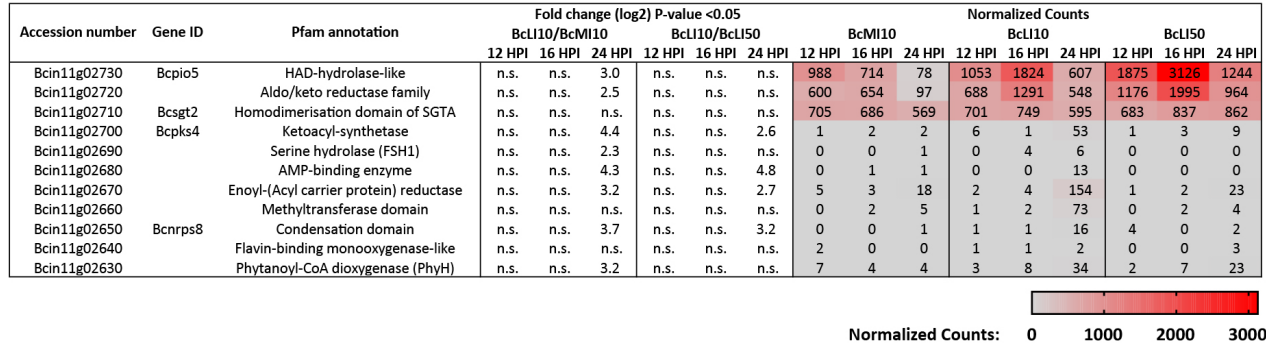 Fold change (log2) P-value <0.05 Normalized Counts
Accession number Gene ID Pfam annotation BcLI10/BcMI10 BcLI10/BcLI50 BcMI10 BcLI10 BcLI50
12 HPI 16 HPI 24 HPI 12 HPI 16 HPI 24 HPI 12 HPI 16 HPI 24 HPI 12 HPI 16 HPI 24 HPI 12 HPI 16 HPI 24 HPI
Bcin11g02730 Bcpio5 HAD-hydrolase-like n.s. n.s. 3.0 n.s. n.s. n.s. 988 714 78 1053 1824 607 1875 3126 1244
Bcin11g02720 Aldo/keto reductase family n.s. n.s. 2.5 n.s. n.s. n.s. 600 654 97 688 1291 548 1176 1995 964
Bcin11g02710 Bcsgt2 Homodimerisation domain of SGTA n.s. n.s. n.s. n.s. n.s. n.s. 705 686 569 701 749 595 683 837 862
Bcin11g02700 Bcpks4 Ketoacyl-synthetase n.s. n.s. 4.4 n.s. n.s. 2.6 1 2 2 6 1 53 1 3 9
Bcin11g02690 Serine hydrolase (FSH1) n.s. n.s. 2.3 n.s. n.s. n.s. 0 0 1 0 4 6 0 0 0
Bcin11g02680 AMP-binding enzyme n.s. n.s. 4.3 n.s. n.s. 4.8 0 1 1 0 0 13 0 0 0
Bcin11g02670 Enoyl-(Acyl carrier protein) reductase n.s. n.s. 3.2 n.s. n.s. 2.7 5 3 18 2 4 154 1 2 23
Bcin11g02660 Methyltransferase domain n.s. n.s. n.s. n.s. n.s. n.s. 0 2 5 1 2 73 0 2 4
Bcin11g02650 Bcnrps8 Condensation domain n.s. n.s. 3.7 n.s. n.s. 3.2 0 0 1 1 1 16 4 0 2
Bcin11g02640 Flavin-binding monooxygenase-like n.s. n.s. n.s. n.s. n.s. n.s. 2 0 0 1 1 2 0 0 3
Bcin11g02630 Phytanoyl-CoA dioxygenase (PhyH) n.s. n.s. 3.2 n.s. n.s. n.s. 7 4 4 3 8 34 2 7 23
Normalized Counts: 0 1000 2000 3000